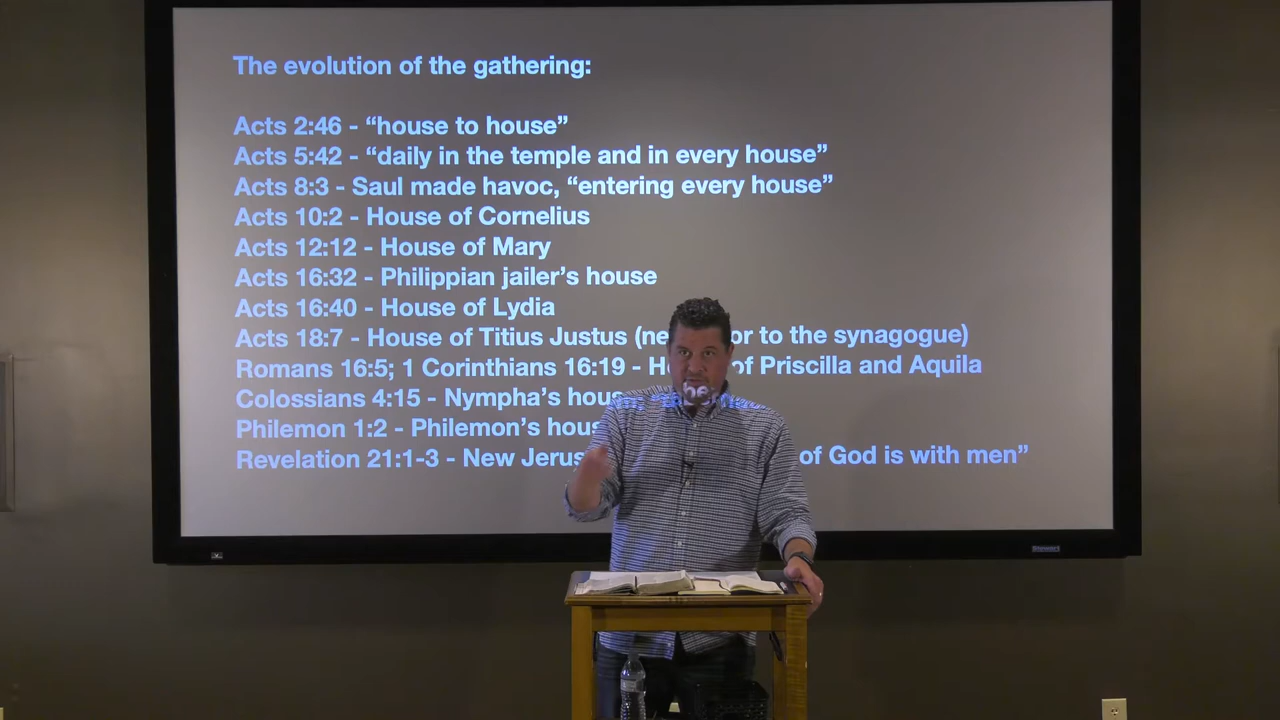 The evolution of the gathering:
Acts 2:46 - “house to house”
Acts 5:42 - “daily in the temple and in every house”
Acts 8:3 - Saul made havoc, “entering every house”
Acts 10:2 - House of Cornelius
Acts 12:12 - House of Mary
Acts 16:32 - Philippian jailer’s house
Acts 16:40 - House of Lydia
Acts 18:7 - House of Titius Justus (ne or to the synagogue)
Romans 16:5; 1 Corinthians 16:19 - H of Priscilla and Aquila
Colossians 4:15 - Nympha’s hou
Philemon 1:2 - Philemon’s hou
Revelation 21:1-3 - New Jerus of God is with men”